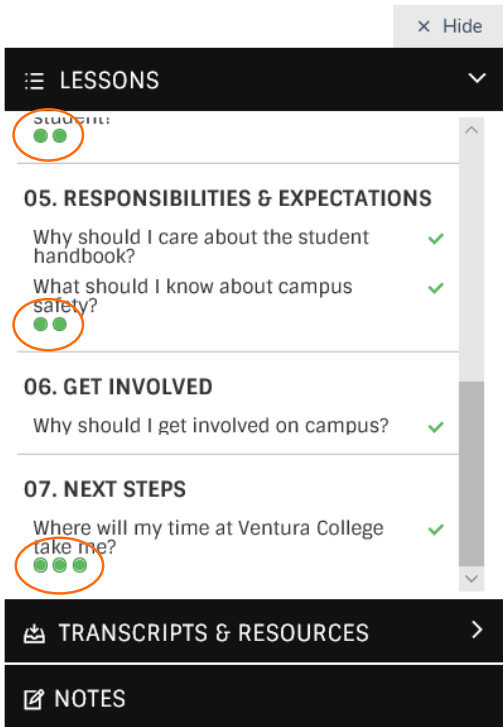 × Hide
LESSONS
student?
05. RESPONSIBILITIES & EXPECTATIONS
Why should I care about the student
handbook?
What should I know about campus
safety?
06. GET INVOLVED
Why should I get involved on campus?
07. NEXT STEPS
Where will my time at Ventura College
take me?
TRANSCRIPTS & RESOURCES
NOTES